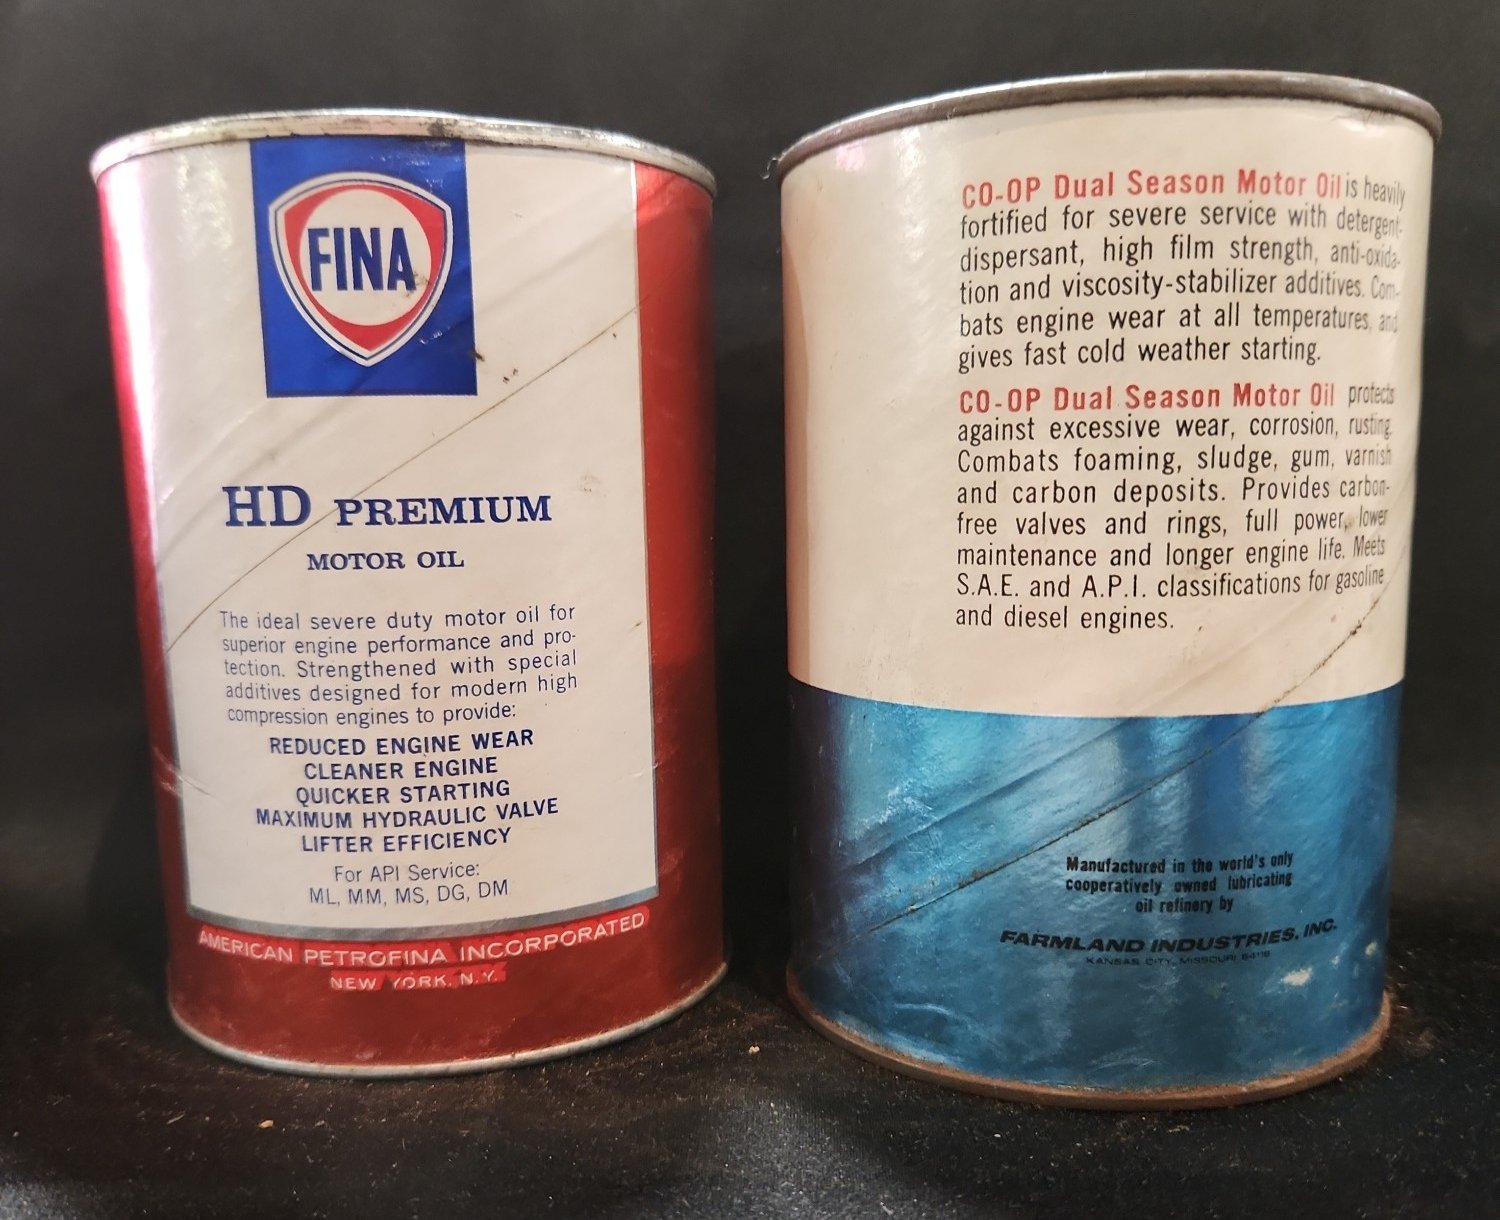 FINA
HD PREMIUM
MOTOR OIL
The ideal severe duty motor oil for
superior engine performance and pro-
tection. Strengthened with special
additives designed for modern high
compression engines to provide:
REDUCED ENGINE WEAR
CLEANER ENGINE
QUICKER STARTING
MAXIMUM HYDRAULIC VALVE
LIFTER EFFICIENCY
For API Service:
ML, MM, MS, DG, DM
AMERICAN PETROFINA INCORPORATED
NEW YORK, N.Y.
CO-OP Dual Season Motor Oil is heavily
fortified for severe service with detergent-
dispersant, high film strength, anti-oxida-
tion and viscosity-stabilizer additives. Com-
bats engine wear at all temperatures, and
gives fast cold weather starting.
CO-OP Dual Season Motor Oil protects
against excessive wear, corrosion, rusting.
Combats foaming, sludge, gum, varnish
and carbon deposits. Provides carbon-
free valves and rings, full power, lower
maintenance and longer engine life. Meets
S.A.E. and A.P.I. classifications for gasoline
and diesel engines.
Manufactured in the world's only
cooperatively owned lubricating
oil refinery by
FARMLAND INDUSTRIES, INC.
KANSAS CITY, MISSOURI 64116